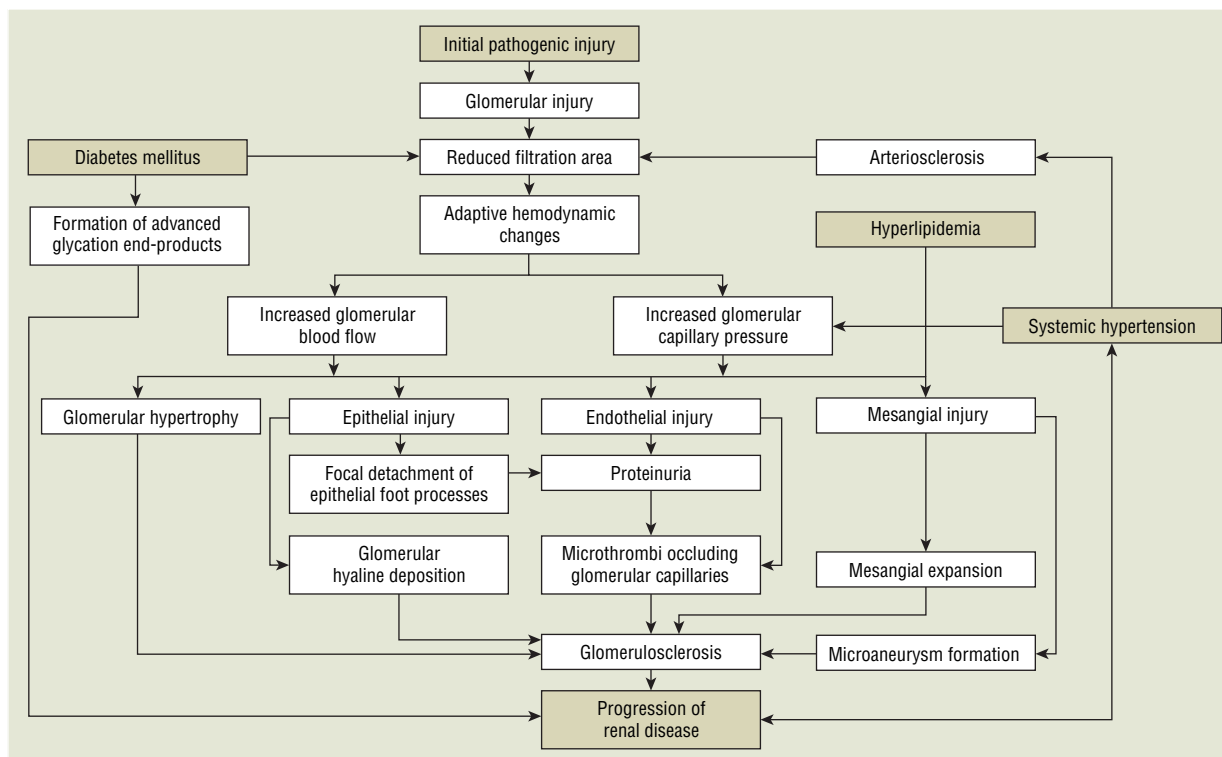 Initial pathogenic injury
Glomerular injury
Diabetes mellitus
Reduced filtration area
Arteriosclerosis
Formation of advanced
glycation end-products
Adaptive hemodynamic
changes
Hyperlipidemia
Increased glomerular
blood flow
Increased glomerular
capillary pressure
Systemic hypertension
Glomerular hypertrophy
Epithelial injury
Endothelial injury
Mesangial injury
Focal detachment of
epithelial foot processes
Proteinuria
Glomerular
hyaline deposition
Microthrombi occluding
glomerular capillaries
Mesangial expansion
Glomerulosclerosis
Microaneurysm formation
Progression of
renal disease